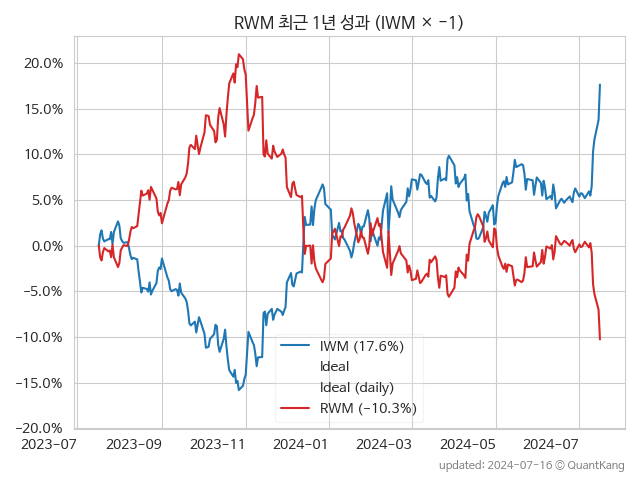 RWM 최근 1년 성과 (IWM × −1)
20.0%
15.0%
10.0%
5.0%
0.0%
−5.0%
−10.0%
−15.0%
−20.0%
IWM (17.6%)
Ideal
Ideal (daily)
RWM (−10.3%)
2023-07 2023-09 2023-11 2024-01 2024-03 2024-05 2024-07
updated: 2024-07-16 © QuantKang